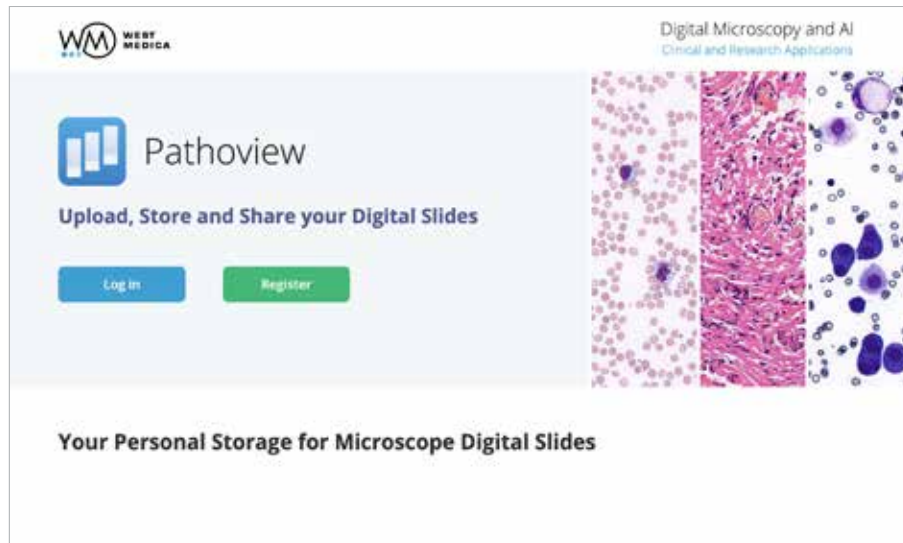 WM WEST
MEDICA
Digital Microscopy and AI
Clinical and Research Applications
Pathoview
Upload, Store and Share your Digital Slides
Log in
Register
Your Personal Storage for Microscope Digital Slides